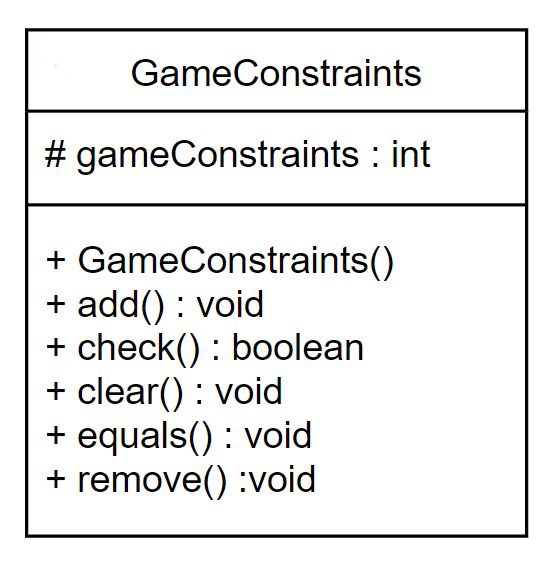 GameConstraints
# gameConstraints : int
+ GameConstraints()
+ add() : void
+ check() : boolean
+ clear() : void
+ equals() : void
+ remove() :void